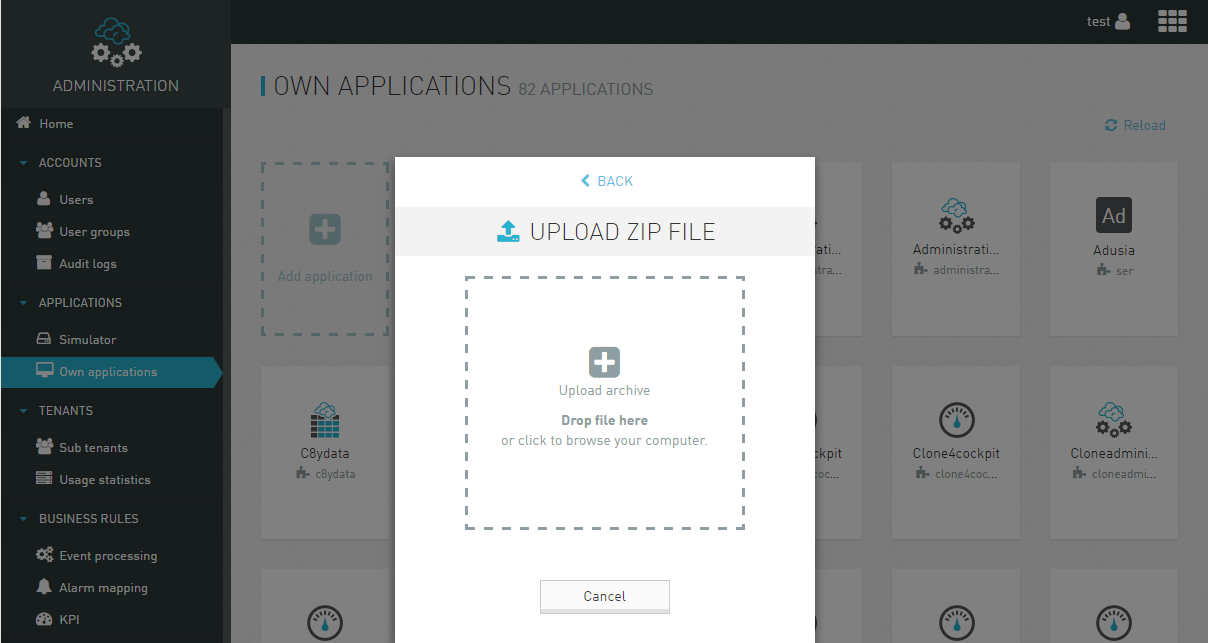 test
ADMINISTRATION
Home
ACCOUNTS
Users
User groups
Audit logs
APPLICATIONS
Simulator
Own applications
TENANTS
Sub tenants
Usage statistics
BUSINESS RULES
Event processing
Alarm mapping
KPI
OWN APPLICATIONS 82 APPLICATIONS
Reload
Add application
BACK
UPLOAD ZIP FILE
Upload archive
Drop file here
or click to browse your computer.
Cancel
ati...
stra...
Administrati...
administra...
Ad
Adusia
ser
C8ydata
c8ydata
ckpit
coc...
Clone4cockpit
clone4coc...
Cloneadmini...
cloneadmi...